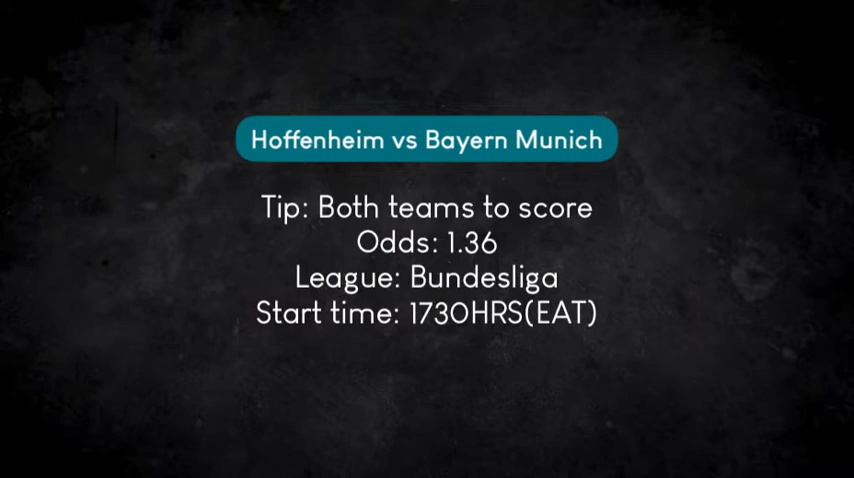 Hoffenheim vs Bayern Munich
Tip: Both teams to score
Odds: 1.36
League: Bundesliga
Start time: 1730HRS(EAT)